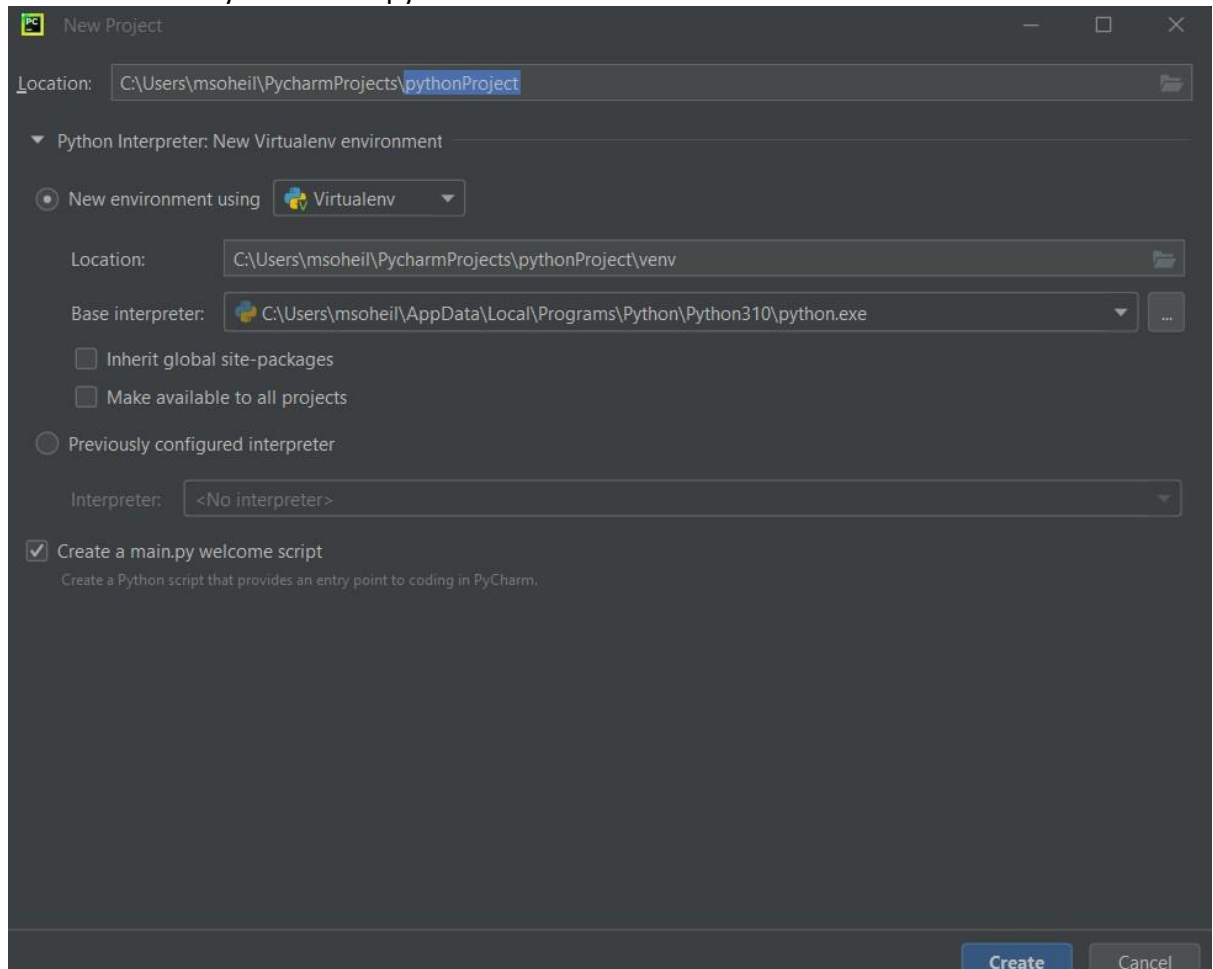 New Project
Location: C:\Users\msoheil\PycharmProjects\pythonProject
Python Interpreter: New Virtualenv environment
New environment using Virtualenv
Location: C:\Users\msoheil\PycharmProjects\pythonProject\venv
Base interpreter: C:\Users\msoheil\AppData\Local\Programs\Python\Python310\python.exe ...
Inherit global site-packages
Make available to all projects
Previously configured interpreter
Interpreter: <No interpreter>
Create a main.py welcome script
Create a Python script that provides an entry point to coding in PyCharm.
Create Cancel